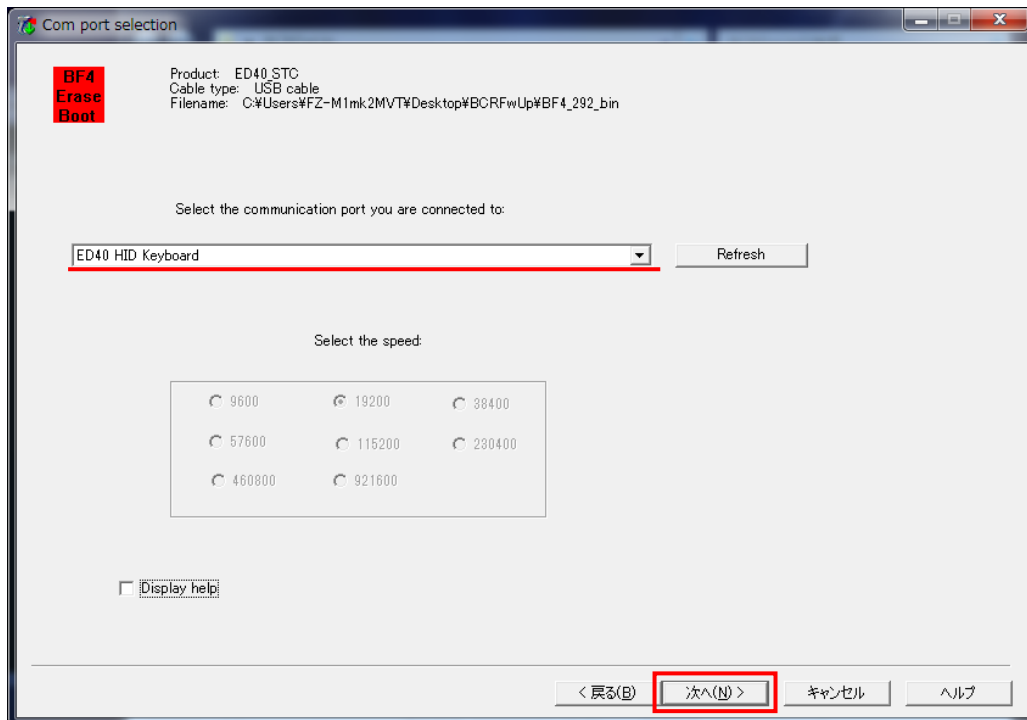 Com port selection
BF4
Erase
Boot
Product: ED40_STC
Cable type: USB cable
Filename: C:¥Users¥FZ-M1mk2MVT¥Desktop¥BCRFwUp¥BF4_292_bin
Select the communication port you are connected to:
ED40 HID Keyboard
Refresh
Select the speed:
9600 19200 38400
57600 115200 230400
460800 921600
Display help
< 戻る(B) 次へ(N) > キャンセル ヘルプ